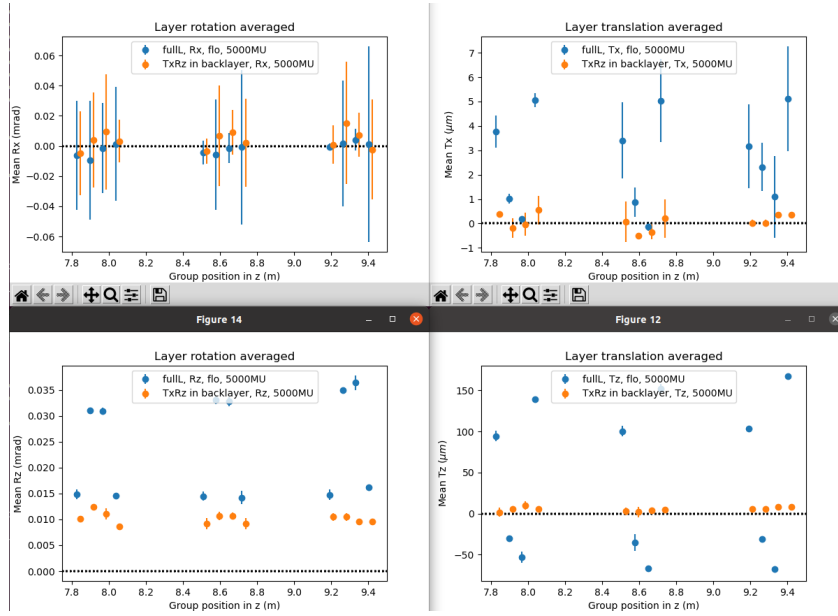 Layer rotation averaged
fullL, Rx, flo, 5000MU
TxRz in backlayer, Rx, 5000MU
Mean Rx (mrad)
0.06
0.04
0.02
0.00
−0.02
−0.04
−0.06
7.8 8.0 8.2 8.4 8.6 8.8 9.0 9.2 9.4
Group position in z (m)
Layer translation averaged
fullL, Tx, flo, 5000MU
TxRz in backlayer, Tx, 5000MU
Mean Tx (μm)
7
6
5
4
3
2
1
0
−1
7.8 8.0 8.2 8.4 8.6 8.8 9.0 9.2 9.4
Group position in z (m)
Figure 14
Layer rotation averaged
fullL, Rz, flo, 5000MU
TxRz in backlayer, Rz, 5000MU
Mean Rz (mrad)
0.035
0.030
0.025
0.020
0.015
0.010
0.005
0.000
7.8 8.0 8.2 8.4 8.6 8.8 9.0 9.2 9.4
Group position in z (m)
Figure 12
Layer translation averaged
fullL, Tz, flo, 5000MU
TxRz in backlayer, Tz, 5000MU
Mean Tz (μm)
150
100
50
0
−50
7.8 8.0 8.2 8.4 8.6 8.8 9.0 9.2 9.4
Group position in z (m)